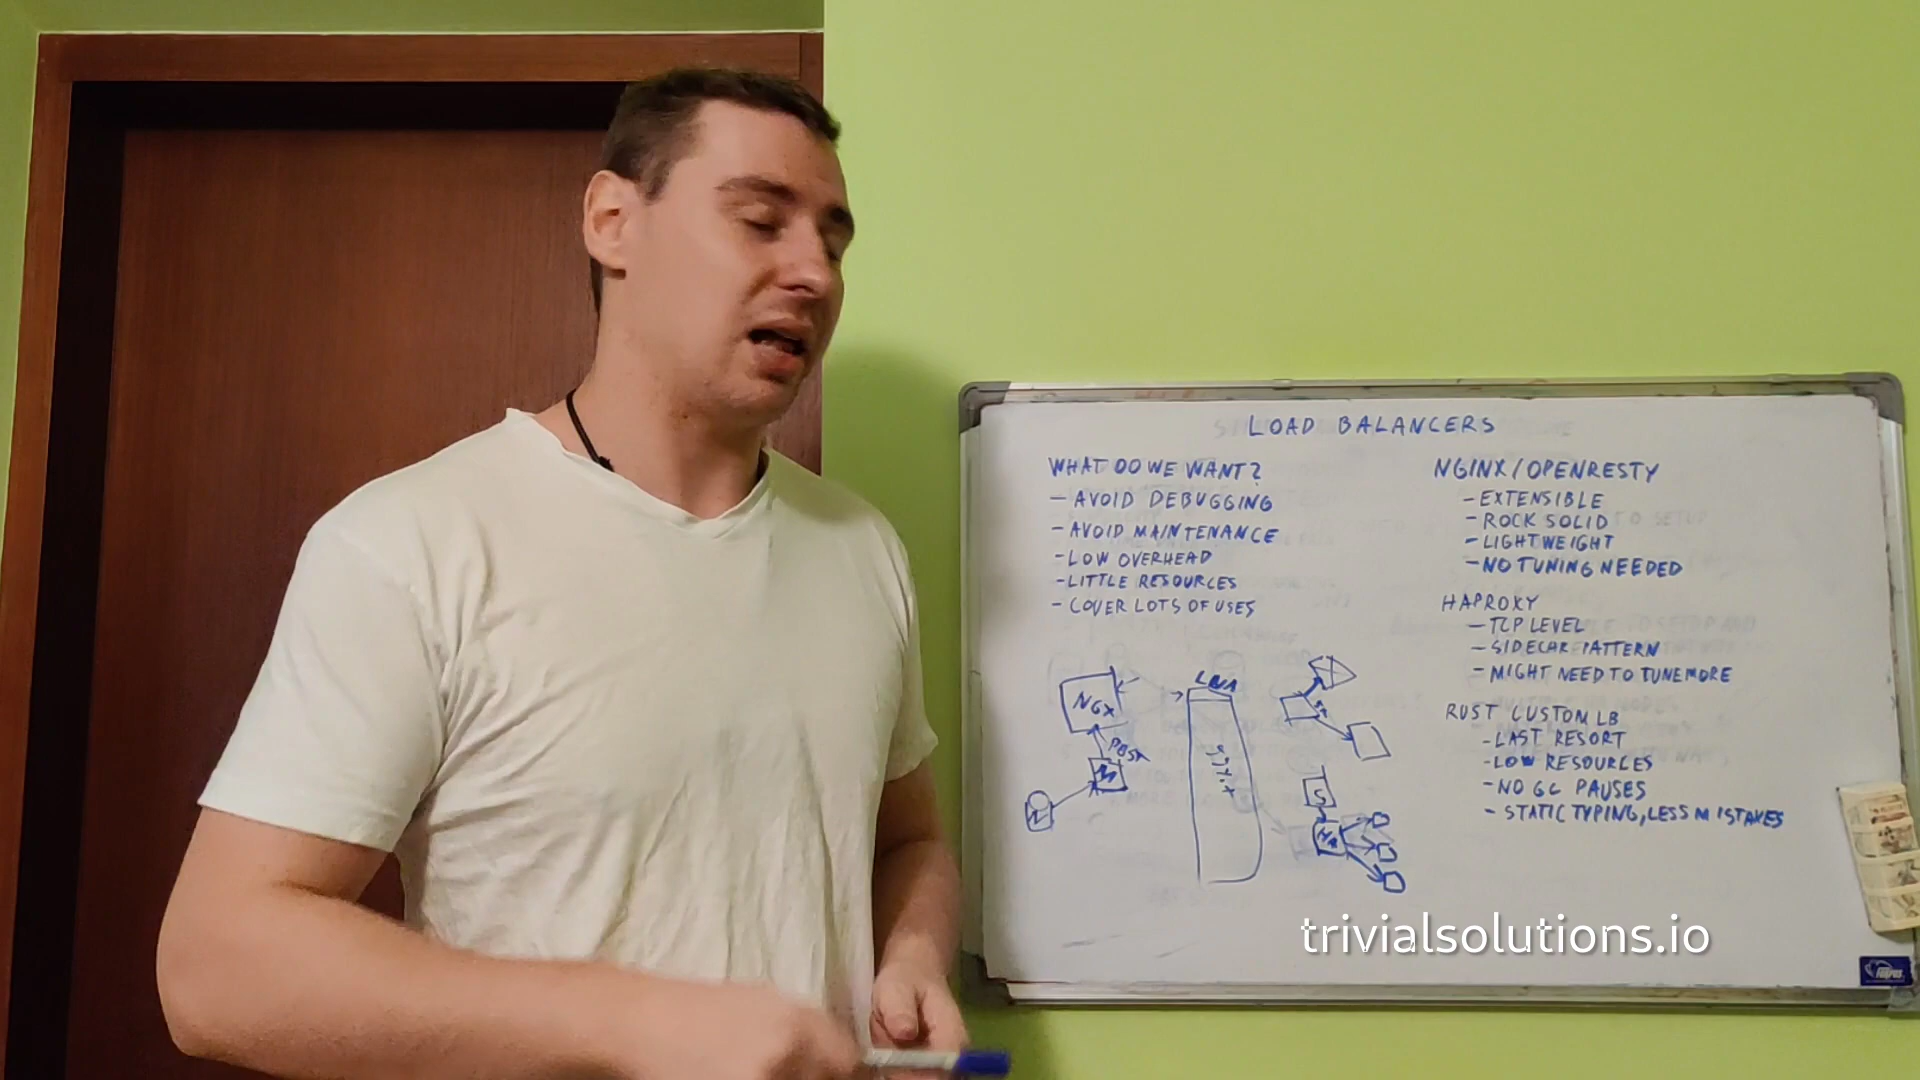 LOAD BALANCERS
WHAT DO WE WANT?
- AVOID DEBUGGING
- AVOID MAINTENANCE
- LOW OVERHEAD
- LITTLE RESOURCES
- COVER LOTS OF USES
NGINX/OPENRESTY
- EXTENSIBLE
- ROCK SOLID
- LIGHTWEIGHT
- NO TUNING NEEDED
HAPROXY
- TCP LEVEL
- SIDECAR PATTERN
- MIGHT NEED TO TUNE MORE
RUST CUSTOM LB
- LAST RESORT
- LOW RESOURCES
- NO GC PAUSES
- STATIC TYPING, LESS MISTAKES
NGX
LUA
S
trivialsolutions.io